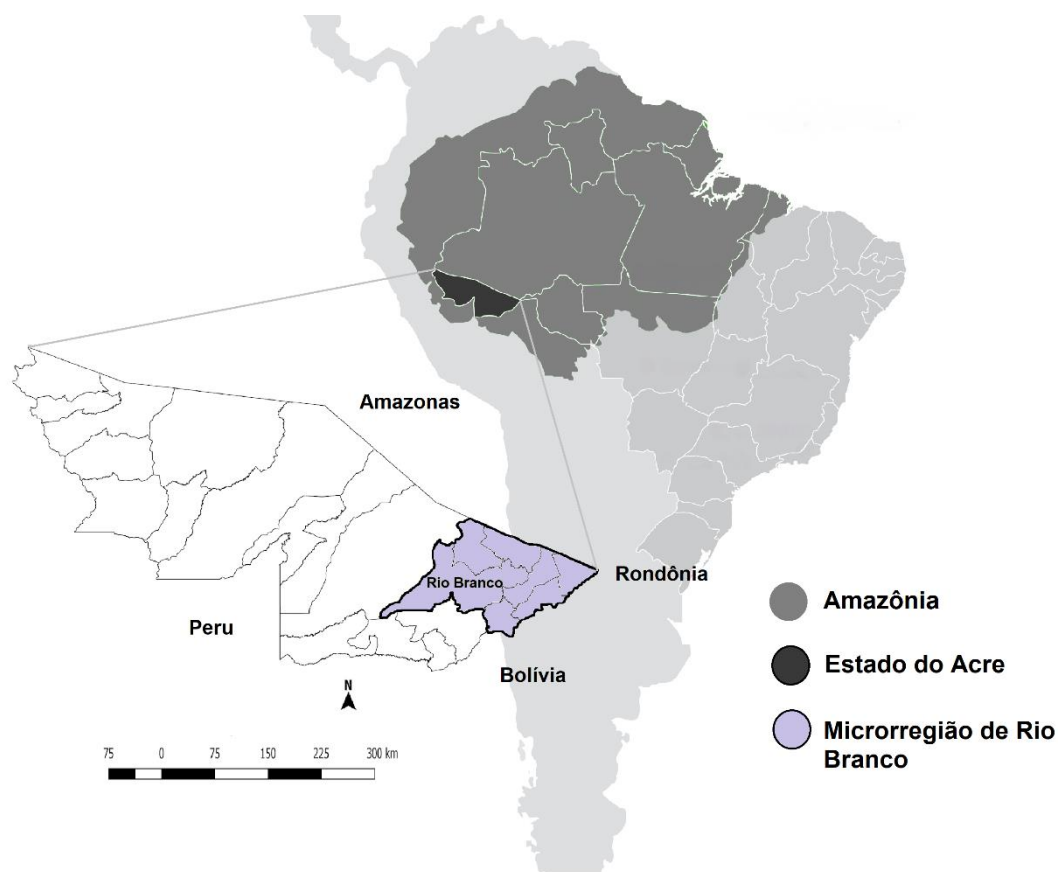 Amazonas
Rio Branco
Rondônia
Peru
Bolívia
N
75 0 75 150 225 300 km
Amazônia
Estado do Acre
Microrregião de Rio
Branco